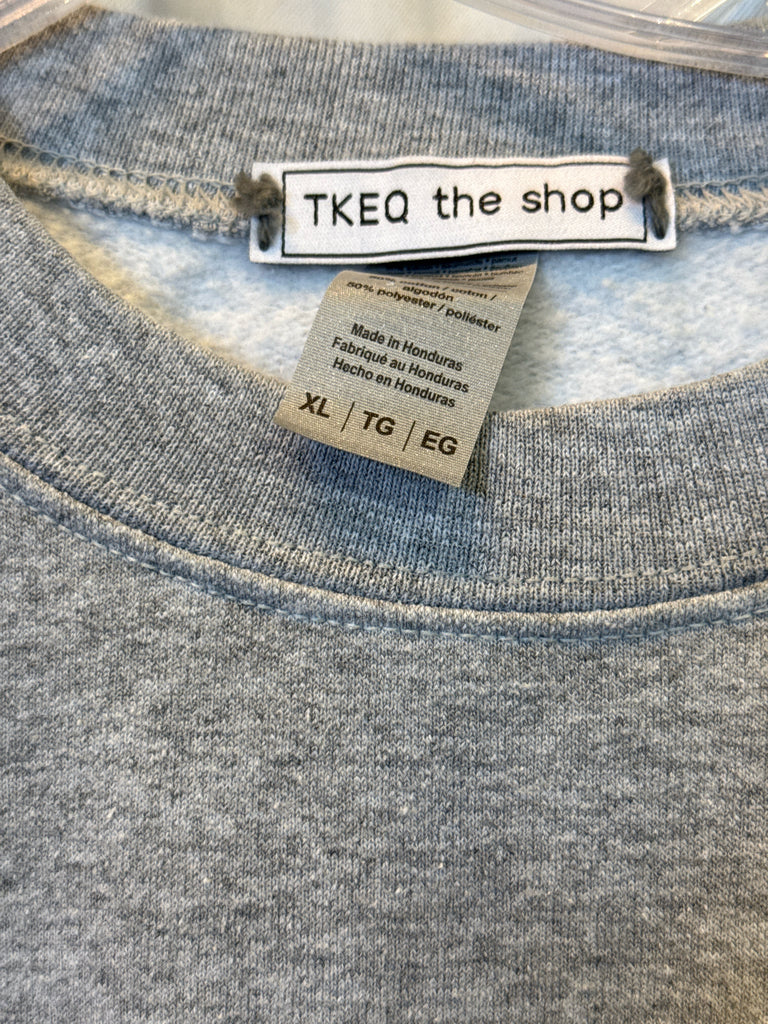 TKEQ the shop
algodón
50% polyester / poliéster
Made in Honduras
Fabriqué au Honduras
Hecho en Honduras
XL | TG | EG